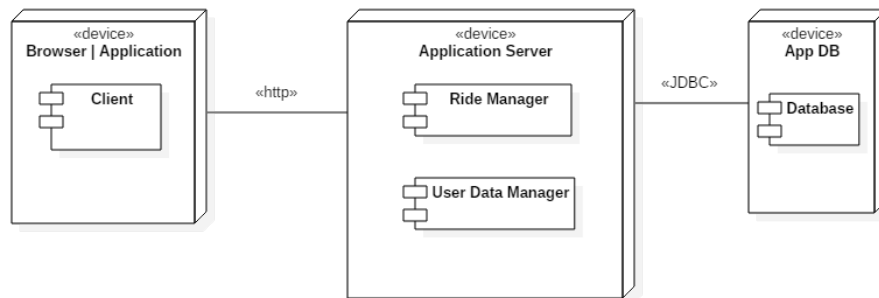 «device»
Browser | Application
Client
«http»
«device»
Application Server
Ride Manager
User Data Manager
«JDBC»
«device»
App DB
Database